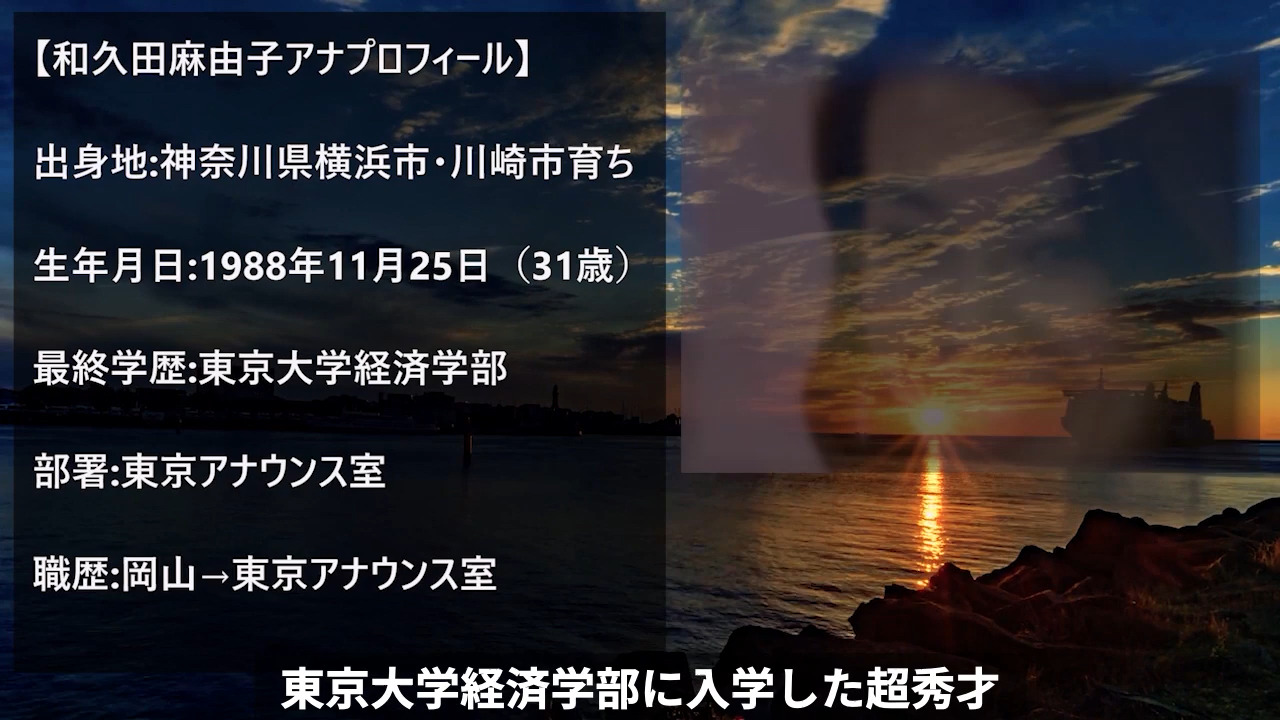 【和久田麻由子アナプロフィール】
出身地:神奈川県横浜市・川崎市育ち
生年月日:1988年11月25日（31歳）
最終学歴:東京大学経済学部
部署:東京アナウンス室
職歴:岡山→東京アナウンス室
東京大学経済学部に入学した超秀才